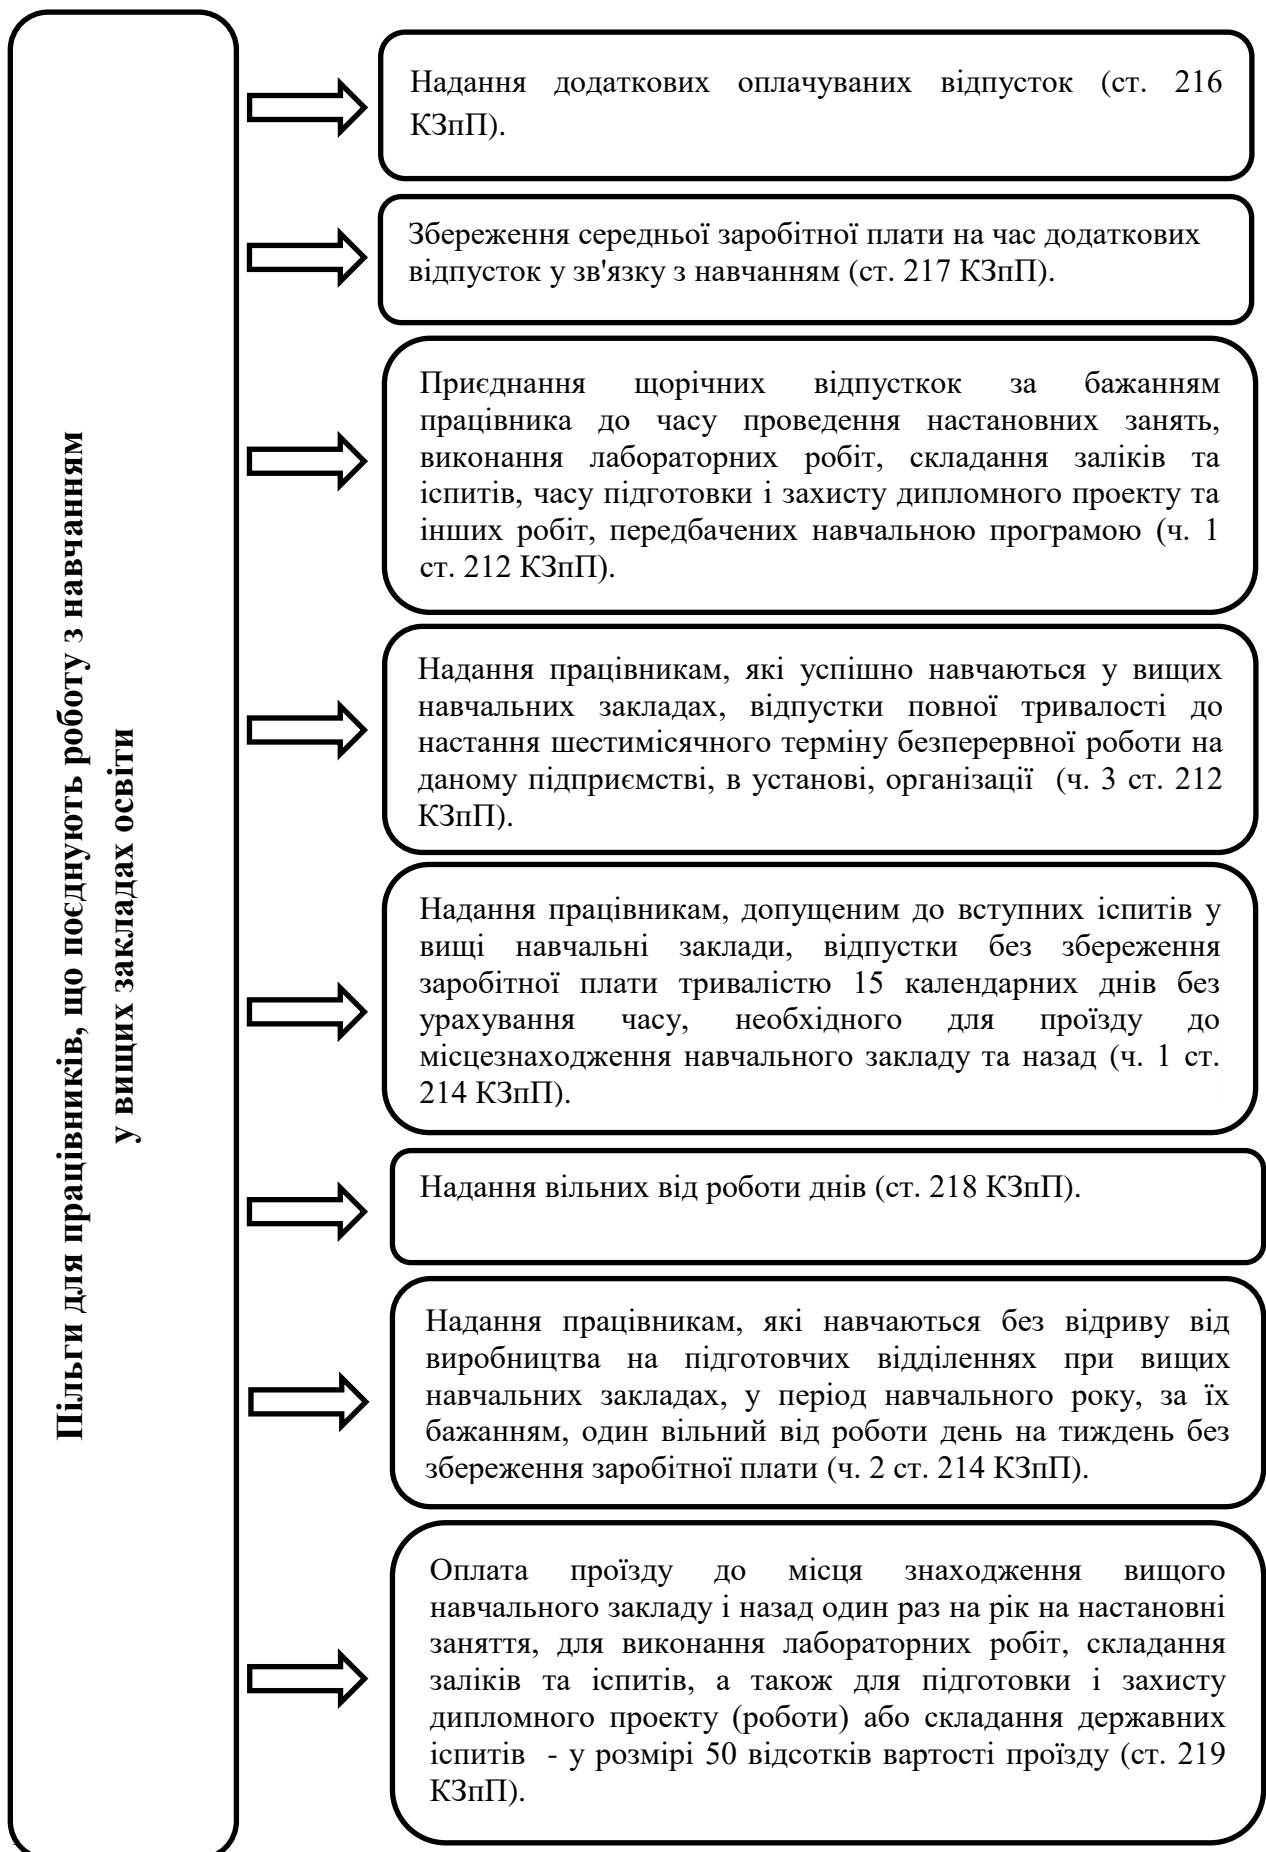 Пільги для працівників, що поєднують роботу з навчанням
у вищих закладах освіти
Надання додаткових оплачуваних відпусток (ст. 216
КЗпП).
Збереження середньої заробітної плати на час додаткових
відпусток у зв'язку з навчанням (ст. 217 КЗпП).
Приєднання щорічних відпусткок за бажанням
працівника до часу проведення настановних занять,
виконання лабораторних робіт, складання заліків та
іспитів, часу підготовки і захисту дипломного проекту та
інших робіт, передбачених навчальною програмою (ч. 1
ст. 212 КЗпП).
Надання працівникам, які успішно навчаються у вищих
навчальних закладах, відпустки повної тривалості до
настання шестимісячного терміну безперервної роботи на
даному підприємстві, в установі, організації  (ч. 3 ст. 212
КЗпП).
Надання працівникам, допущеним до вступних іспитів у
вищі навчальні заклади, відпустки без збереження
заробітної плати тривалістю 15 календарних днів без
урахування часу, необхідного для проїзду до
місцезнаходження навчального закладу та назад (ч. 1 ст.
214 КЗпП).
Надання вільних від роботи днів (ст. 218 КЗпП).
Надання працівникам, які навчаються без відриву від
виробництва на підготовчих відділеннях при вищих
навчальних закладах, у період навчального року, за їх
бажанням, один вільний від роботи день на тиждень без
збереження заробітної плати (ч. 2 ст. 214 КЗпП).
Оплата проїзду до місця знаходження вищого
навчального закладу і назад один раз на рік на настановні
заняття, для виконання лабораторних робіт, складання
заліків та іспитів, а також для підготовки і захисту
дипломного проекту (роботи) або складання державних
іспитів  - у розмірі 50 відсотків вартості проїзду (ст. 219
КЗпП).